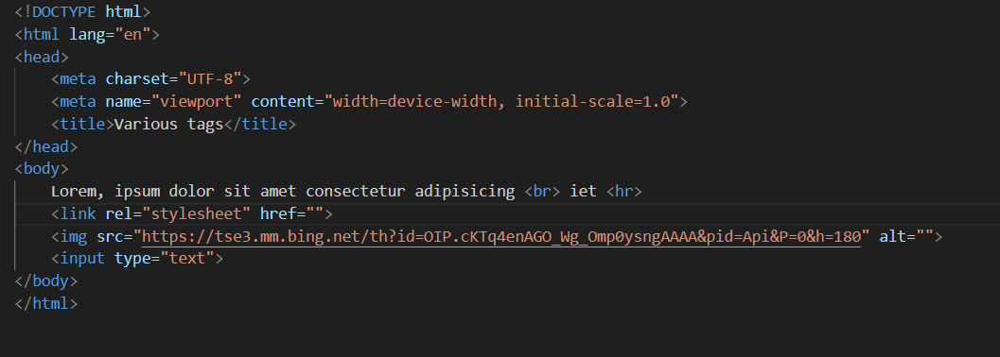 <!DOCTYPE html>
<html lang="en">
<head>
    <meta charset="UTF-8">
    <meta name="viewport" content="width=device-width, initial-scale=1.0">
    <title>Various tags</title>
</head>
<body>
    Lorem, ipsum dolor sit amet consectetur adipisicing <br> iet <hr>
    <link rel="stylesheet" href="">
    <img src="https://tse3.mm.bing.net/th?id=OIP.cKTq4enAGO_Wg_Omp0ysngAAAA&pid=Api&P=0&h=180" alt="">
    <input type="text">
</body>
</html>